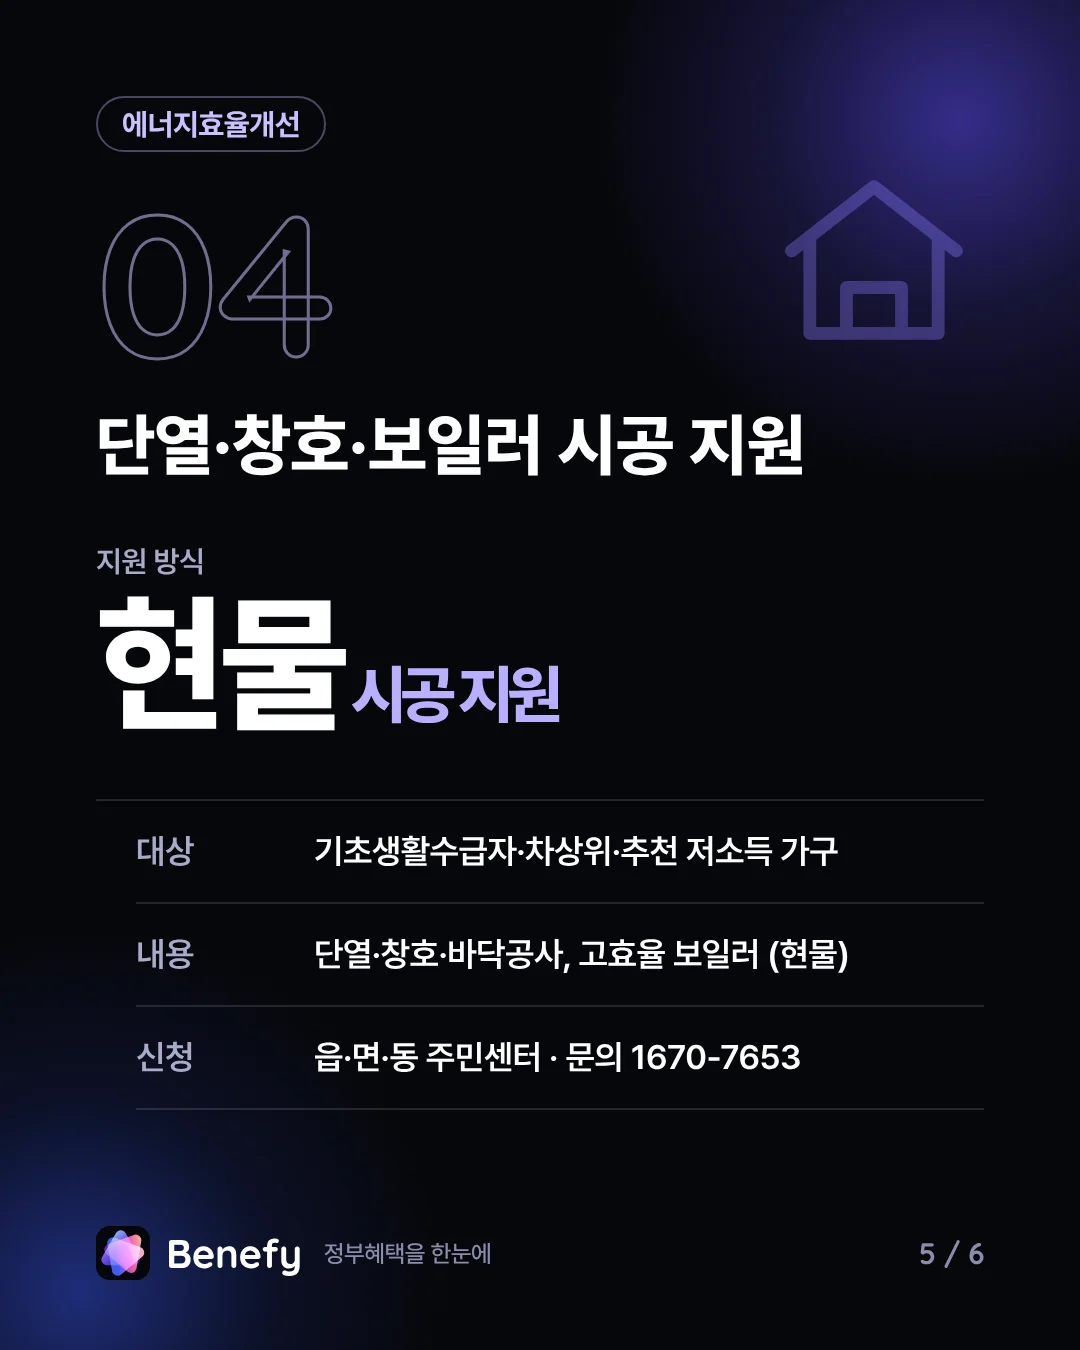 에너지효율개선
04
단열·창호·보일러 시공 지원
지원 방식
현물 시공 지원
대상 기초생활수급자·차상위·추천 저소득 가구
내용 단열·창호·바닥공사, 고효율 보일러 (현물)
신청 읍·면·동 주민센터 · 문의 1670-7653
Benefy 정부혜택을 한눈에 5 / 6